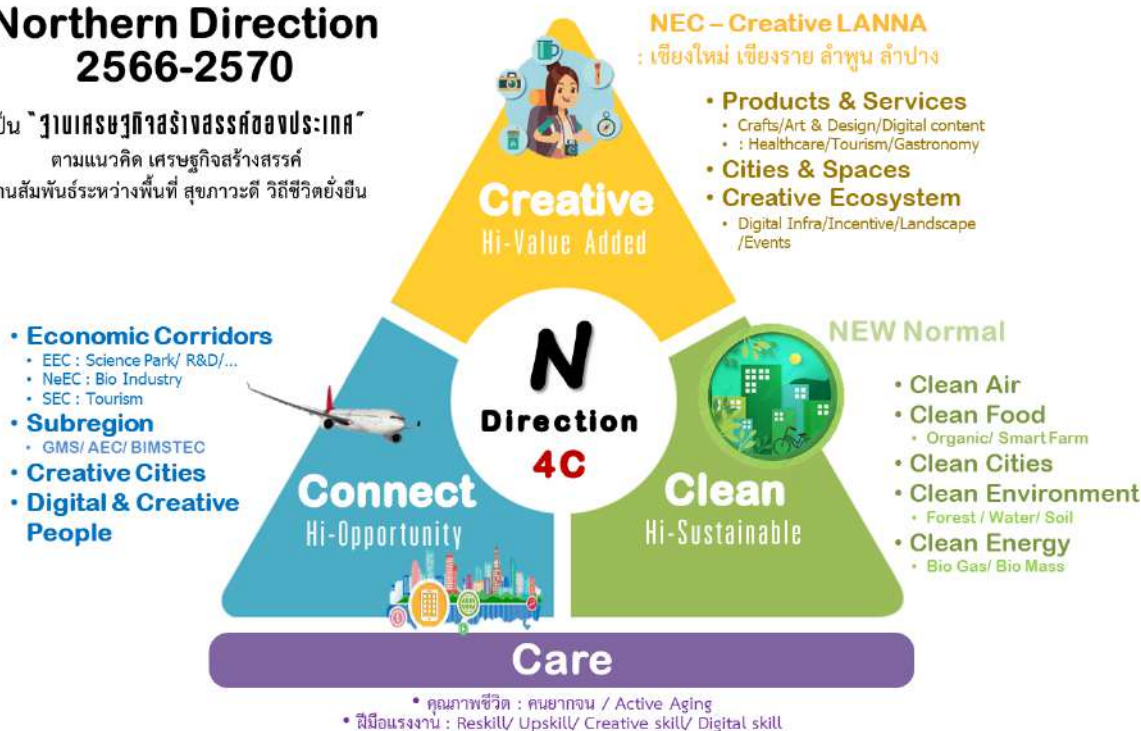 Northern Direction
2566-2570
เป็น "ฐานเศรษฐกิจสร้างสรรค์ของประเทศ"
ตามแนวคิด เศรษฐกิจสร้างสรรค์
สานสัมพันธ์ระหว่างพื้นที่ สุขภาวะดี วิถีชีวิตยั่งยืน
NEC – Creative LANNA
: เชียงใหม่ เชียงราย ลำพูน ลำปาง
• Products & Services
• Crafts/Art & Design/Digital content
• : Healthcare/Tourism/Gastronomy
• Cities & Spaces
• Creative Ecosystem
• Digital Infra/Incentive/Landscape
/Events
Creative
Hi-Value Added
• Economic Corridors
• EEC : Science Park/ R&D/...
• NeEC : Bio Industry
• SEC : Tourism
• Subregion
• GMS/ AEC/ BIMSTEC
• Creative Cities
• Digital & Creative
People
N
Direction
4C
Connect
Hi-Opportunity
Clean
Hi-Sustainable
NEW Normal
• Clean Air
• Clean Food
• Organic/ Smart Farm
• Clean Cities
• Clean Environment
• Forest / Water/ Soil
• Clean Energy
• Bio Gas/ Bio Mass
Care
• คุณภาพชีวิต : คนยากจน / Active Aging
• ฝีมือแรงงาน : Reskill/ Upskill/ Creative skill/ Digital skill